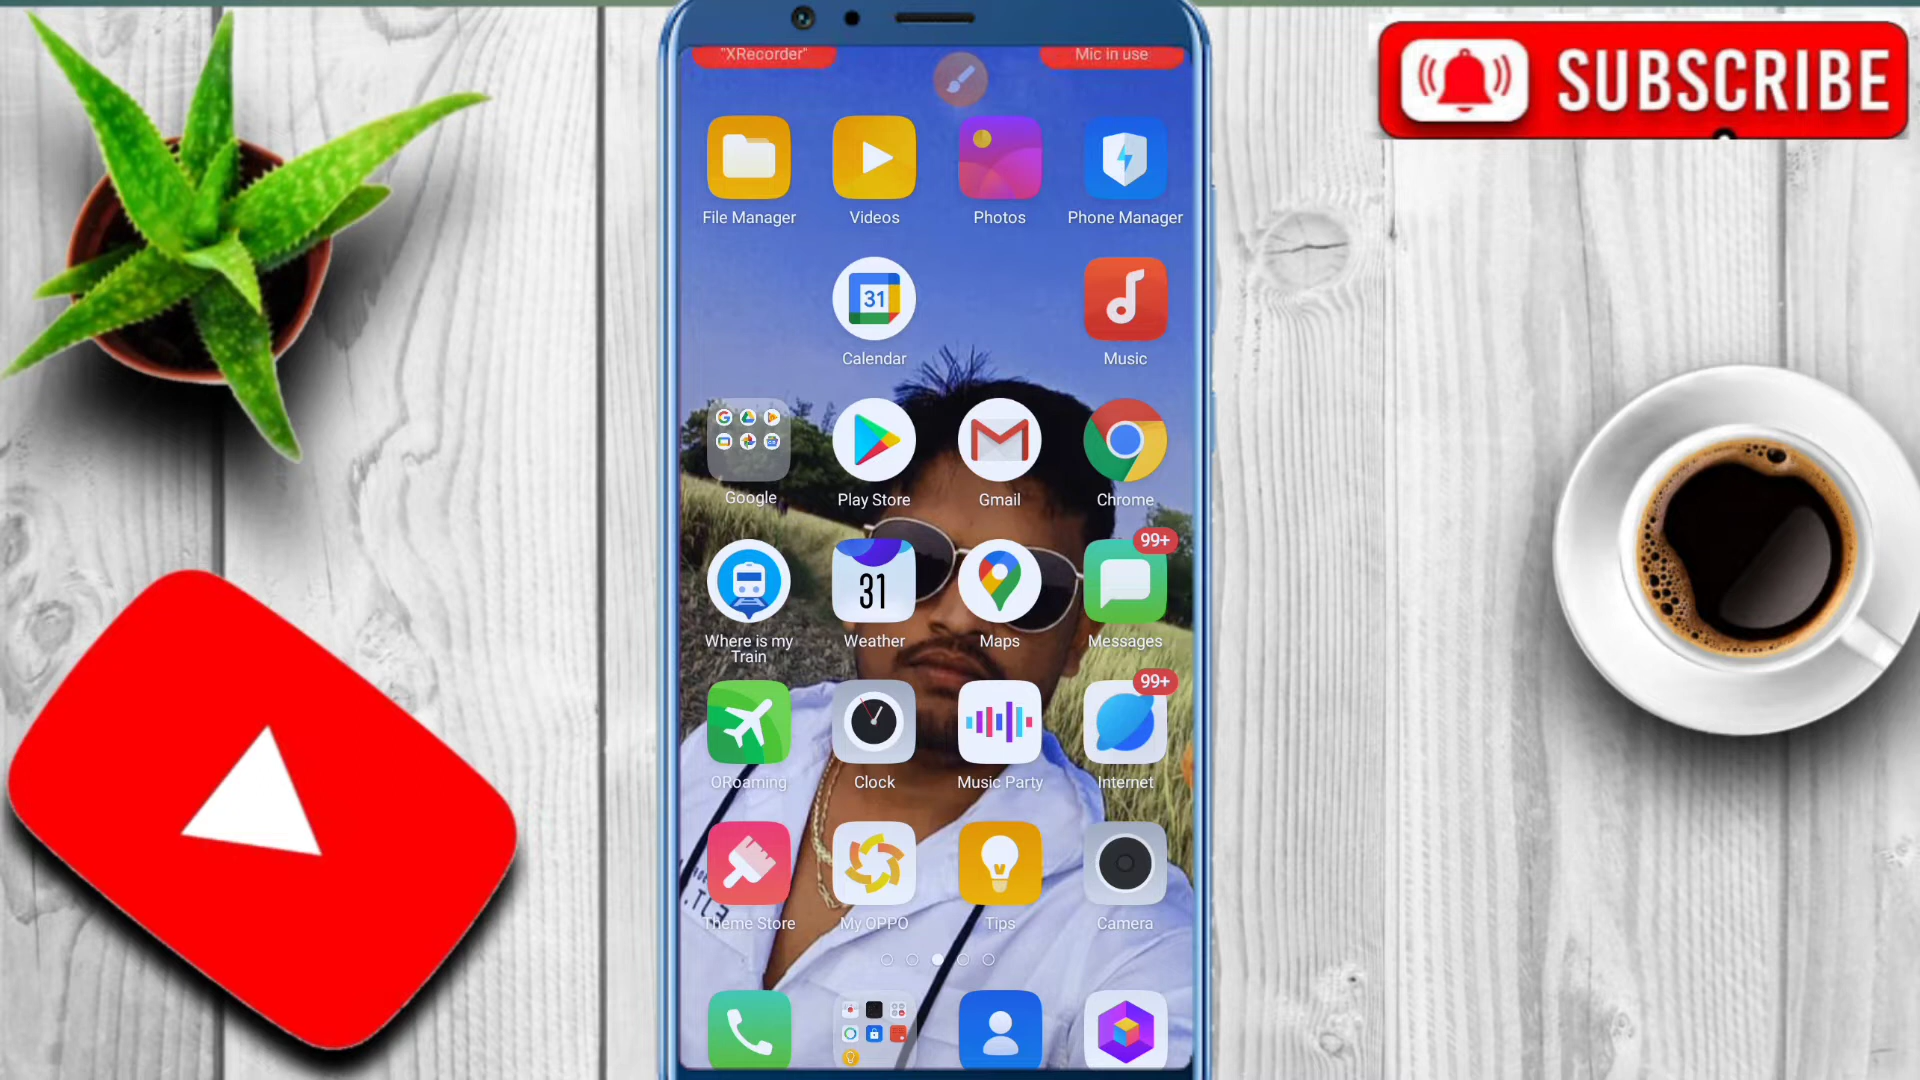 "XRecorder"
Mic in use
SUBSCRIBE
File Manager
Videos
Photos
Phone Manager
31
Calendar
Music
Google
Play Store
Gmail
Chrome
99+
31
Where is my
Train
Weather
Maps
Messages
99+
ORoaming
Clock
Music Party
Internet
.TC3
Theme Store
My OPPO
Tips
Camera